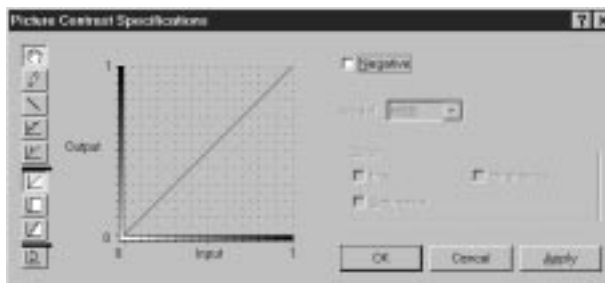 Picture Contrast Specifications
1
Negative
Output
0
0
Input
1
OK
Cancel
Apply